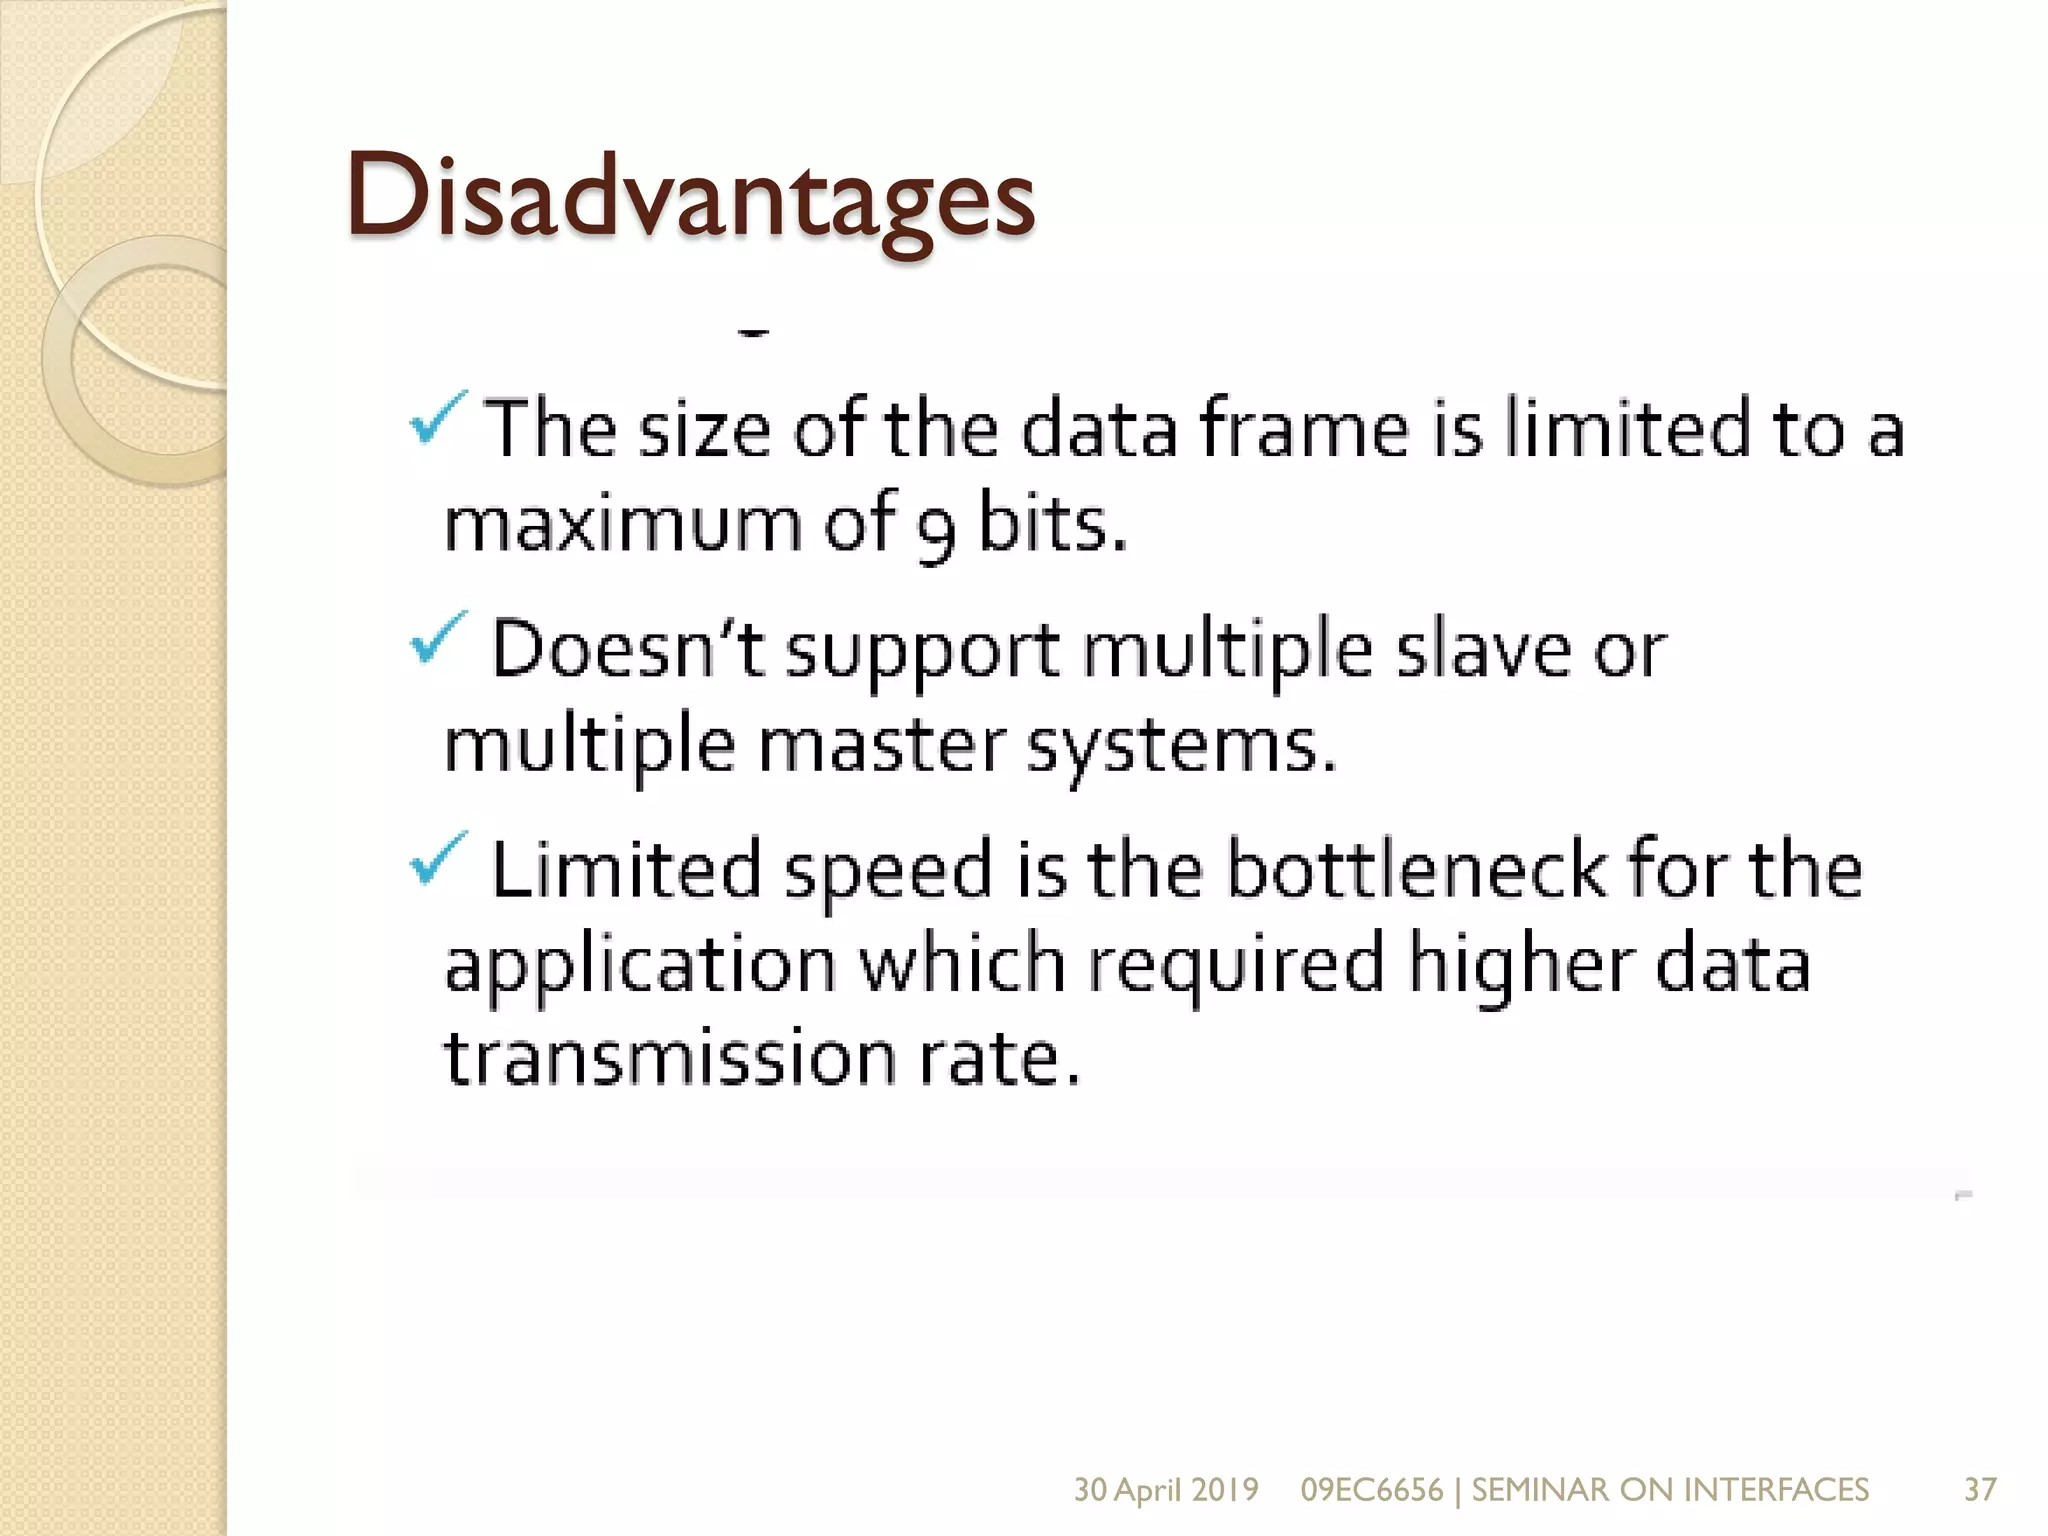 Disadvantages
✓ The size of the data frame is limited to a
maximum of 9 bits.
✓ Doesn't support multiple slave or
multiple master systems.
✓ Limited speed is the bottleneck for the
application which required higher data
transmission rate.
30 April 2019 09EC6656 | SEMINAR ON INTERFACES 37